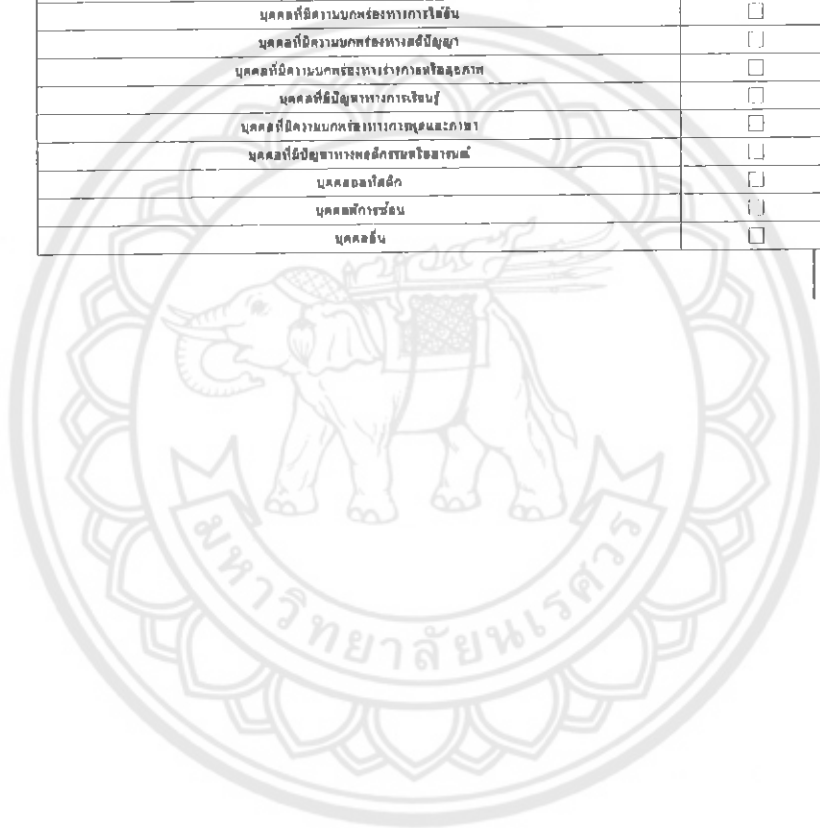 บุคคลที่มีความบกพร่องทางการได้ยิน
บุคคลที่มีความบกพร่องทางสติปัญญา
บุคคลที่มีความบกพร่องทางร่างกายหรือสุขภาพ
บุคคลที่มีปัญหาทางการเรียนรู้
บุคคลที่มีความบกพร่องทางการพูดและภาษา
บุคคลที่มีปัญหาทางพฤติกรรมหรืออารมณ์
บุคคลออทิสติก
บุคคลพิการซ้อน
บุคคลอื่น
มหาวิทยาลัยนเรศวร